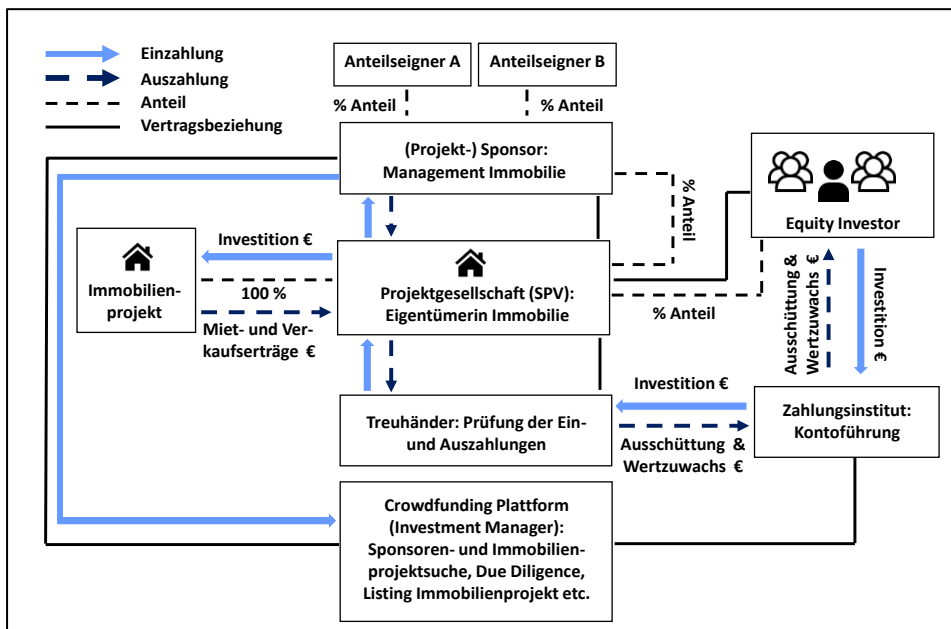 Einzahlung
Auszahlung
Anteil
Vertragsbeziehung
Anteilseigner A
Anteilseigner B
% Anteil
% Anteil
(Projekt-) Sponsor:
Management Immobilie
% Anteil
Equity Investor
Investition €
Immobilien-
projekt
100 %
Miet- und Ver-
kaufserträge €
Projektgesellschaft (SPV):
Eigentümerin Immobilie
% Anteil
Ausschüttung &
Wertzuwachs €
Investition €
Treuhänder: Prüfung der Ein-
und Auszahlungen
Investition €
Ausschüttung &
Wertzuwachs €
Zahlungsinstitut:
Kontoführung
Crowdfunding Plattform
(Investment Manager):
Sponsoren- und Immobilien-
projektsuche, Due Diligence,
Listing Immobilienprojekt etc.